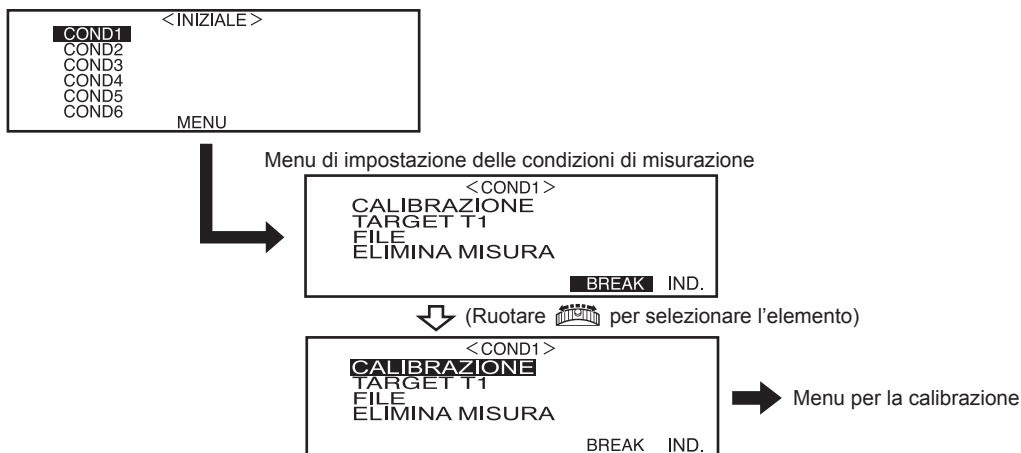 <INIZIALE>
COND1
COND2
COND3
COND4
COND5
COND6
MENU
Menu di impostazione delle condizioni di misurazione
<COND1>
CALIBRAZIONE
TARGET T1
FILE
ELIMINA MISURA
BREAK IND.
(Ruotare per selezionare l'elemento)
<COND1>
CALIBRAZIONE
TARGET T1
FILE
ELIMINA MISURA
BREAK IND.
Menu per la calibrazione